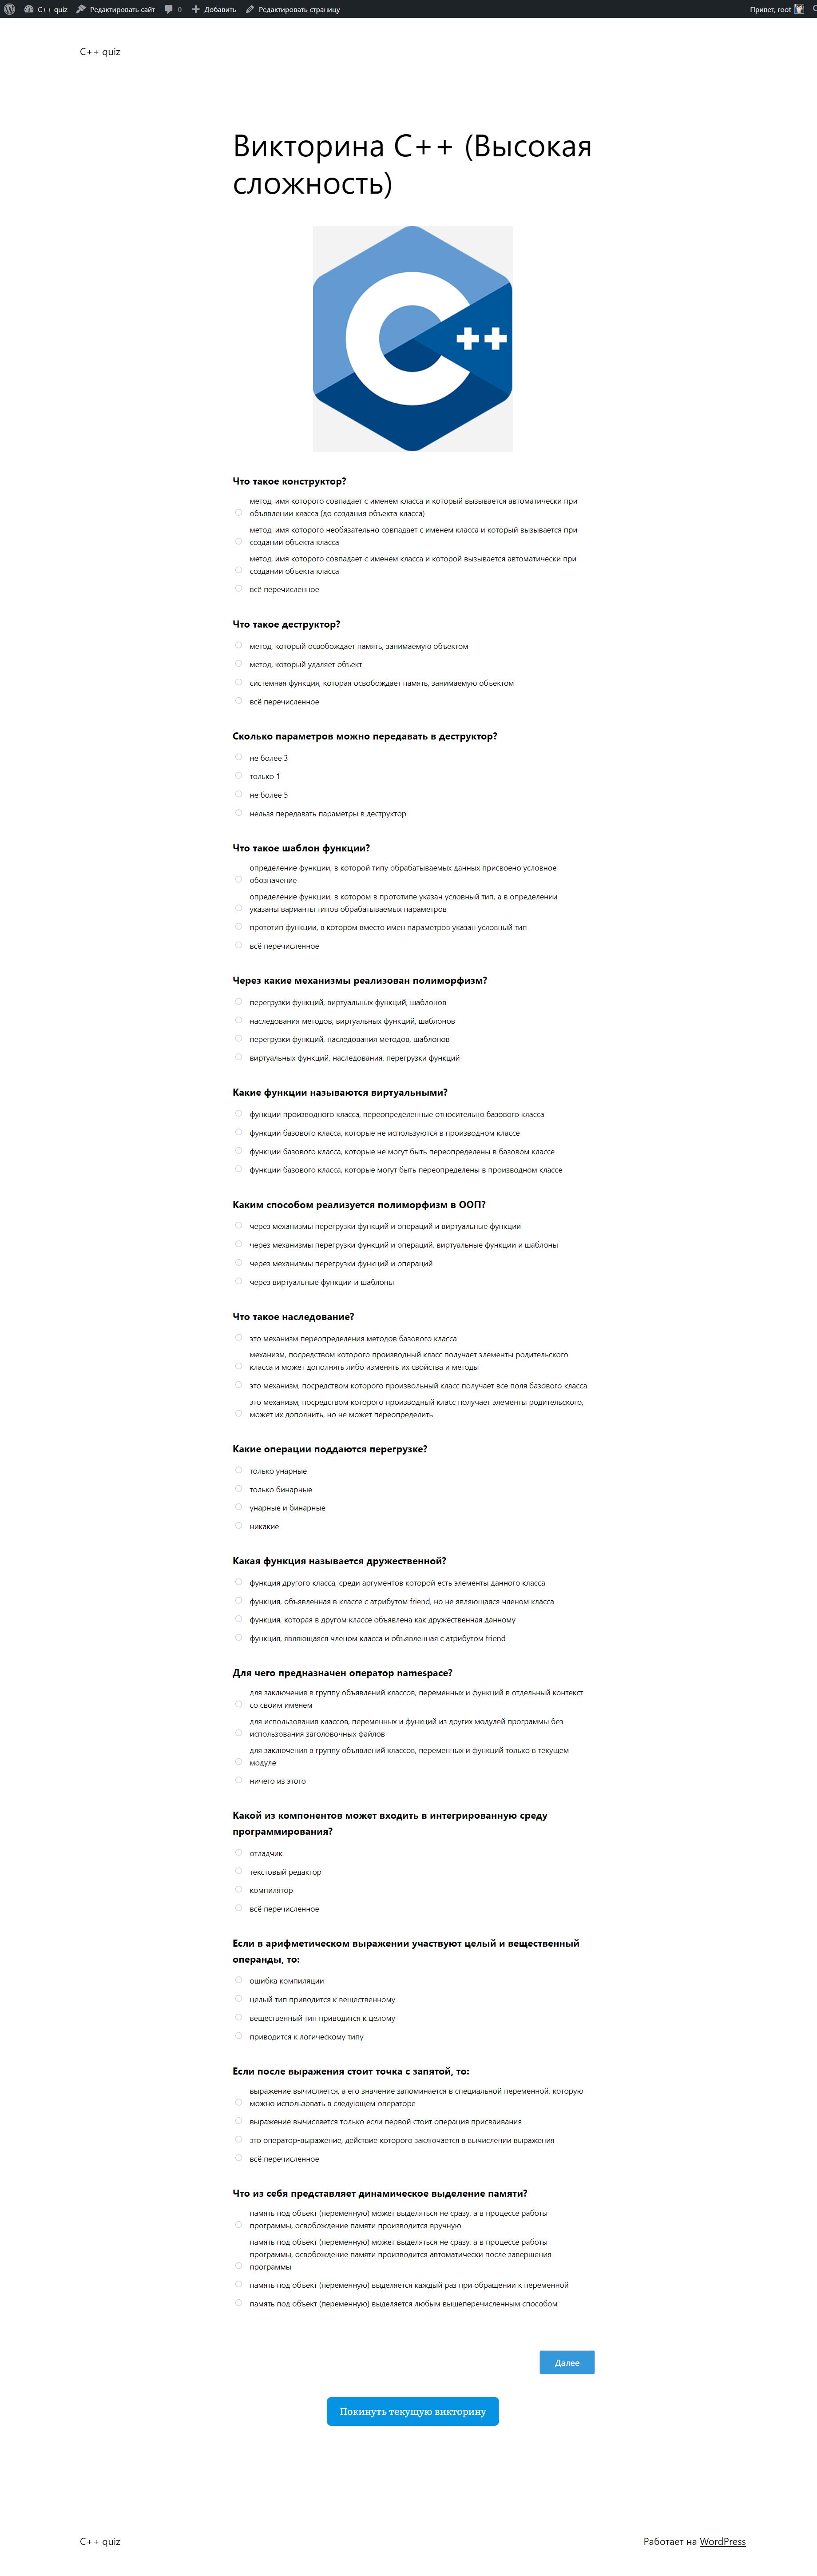 C++ quiz 0 Добавить Редактировать сайт Редактировать страницу Привет, root
C++ quiz
Викторина C++ (Высокая
сложность)
C++
Что такое конструктор?
метод, имя которого совпадает с именем класса и который вызывается автоматически при
объявлении класса (до создания объекта класса)
метод, имя которого необязательно совпадает с именем класса и который вызывается при
создании объекта класса
метод, имя которого совпадает с именем класса и которой вызывается автоматически при
создании объекта класса
всё перечисленное
Что такое деструктор?
метод, который освобождает память, занимаемую объектом
метод, который удаляет объект
системная функция, которая освобождает память, занимаемую объектом
всё перечисленное
Сколько параметров можно передавать в деструктор?
не более 3
только 1
не более 5
нельзя передавать параметры в деструктор
Что такое шаблон функции?
определение функции, в которой типу обрабатываемых данных присвоено условное
обозначение
определение функции, в котором в прототипе указан условный тип, а в определении
указаны варианты типов обрабатываемых параметров
прототип функции, в котором вместо имен параметров указан условный тип
всё перечисленное
Через какие механизмы реализован полиморфизм?
перегрузки функций, виртуальных функций, шаблонов
наследования методов, виртуальных функций, шаблонов
перегрузки функций, наследования методов, шаблонов
виртуальных функций, наследования, перегрузки функций
Какие функции называются виртуальными?
функции производного класса, переопределенные относительно базового класса
функции базового класса, которые не используются в производном классе
функции базового класса, которые не могут быть переопределены в базовом классе
функции базового класса, которые могут быть переопределены в производном классе
Каким способом реализуется полиморфизм в ООП?
через механизмы перегрузки функций и операций и виртуальные функции
через механизмы перегрузки функций и операций, виртуальные функции и шаблоны
через механизмы перегрузки функций и операций
через виртуальные функции и шаблоны
Что такое наследование?
это механизм переопределения методов базового класса
механизм, посредством которого производный класс получает элементы родительского
класса и может дополнять либо изменять их свойства и методы
это механизм, посредством которого произвольный класс получает все поля базового класса
это механизм, посредством которого производный класс получает элементы родительского,
может их дополнить, но не может переопределить
Какие операции поддаются перегрузке?
только унарные
только бинарные
унарные и бинарные
никакие
Какая функция называется дружественной?
функция другого класса, среди аргументов которой есть элементы данного класса
функция, объявленная в классе с атрибутом friend, но не являющаяся членом класса
функция, которая в другом классе объявлена как дружественная данному
функция, являющаяся членом класса и объявленная с атрибутом friend
Для чего предназначен оператор namespace?
для заключения в группу объявлений классов, переменных и функций в отдельный контекст
со своим именем
для использования классов, переменных и функций из других модулей программы без
использования заголовочных файлов
для заключения в группу объявлений классов, переменных и функций только в текущем
модуле
ничего из этого
Какой из компонентов может входить в интегрированную среду
программирования?
отладчик
текстовый редактор
компилятор
всё перечисленное
Если в арифметическом выражении участвуют целый и вещественный
операнды, то:
ошибка компиляции
целый тип приводится к вещественному
вещественный тип приводится к целому
приводится к логическому типу
Если после выражения стоит точка с запятой, то:
выражение вычисляется, а его значение запоминается в специальной переменной, которую
можно использовать в следующем операторе
выражение вычисляется только если первой стоит операция присваивания
это оператор-выражение, действие которого заключается в вычислении выражения
всё перечисленное
Что из себя представляет динамическое выделение памяти?
память под объект (переменную) может выделяться не сразу, а в процессе работы
программы, освобождение памяти производится вручную
память под объект (переменную) может выделяться не сразу, а в процессе работы
программы, освобождение памяти производится автоматически после завершения
программы
память под объект (переменную) выделяется каждый раз при обращении к переменной
память под объект (переменную) выделяется любым вышеперечисленным способом
Далее
Покинуть текущую викторину
C++ quiz Работает на WordPress